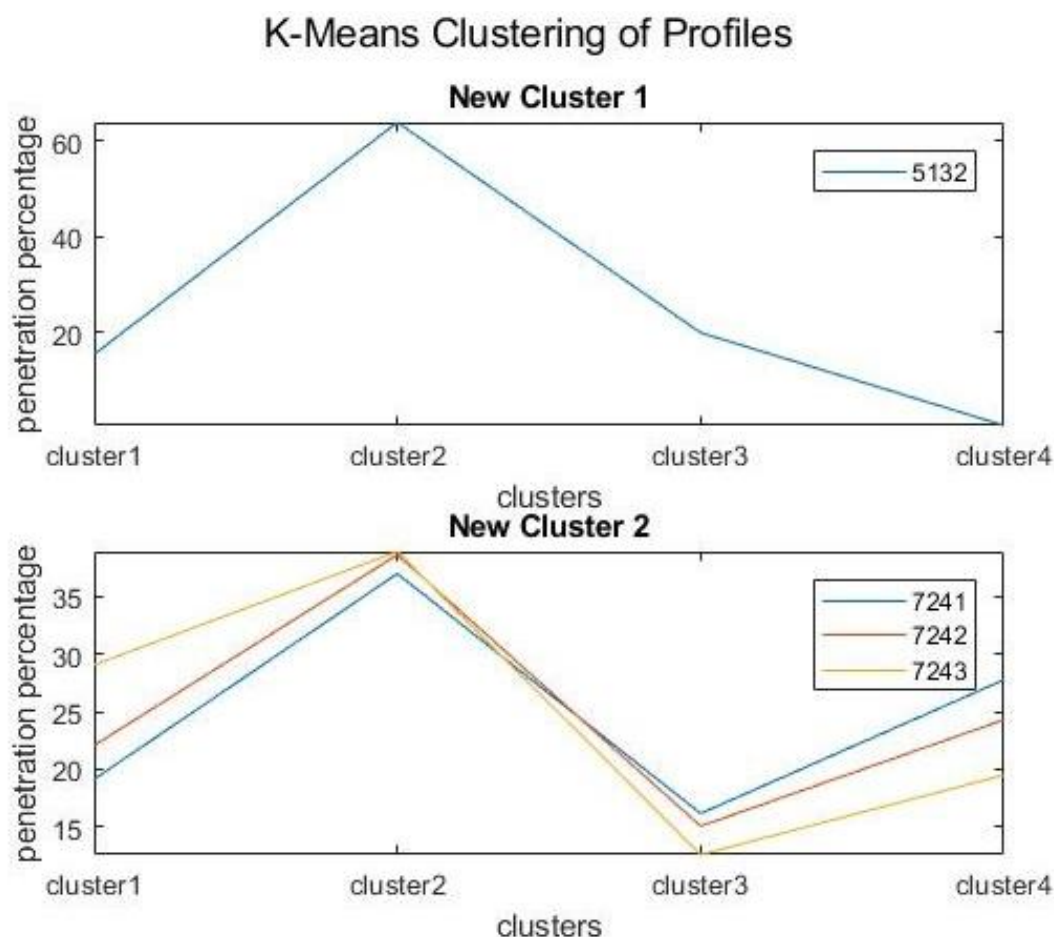 K-Means Clustering of Profiles
New Cluster 1
penetration percentage
60
40
20
5132
cluster1 cluster2 cluster3 cluster4
clusters
New Cluster 2
penetration percentage
35
30
25
20
15
7241
7242
7243
cluster1 cluster2 cluster3 cluster4
clusters